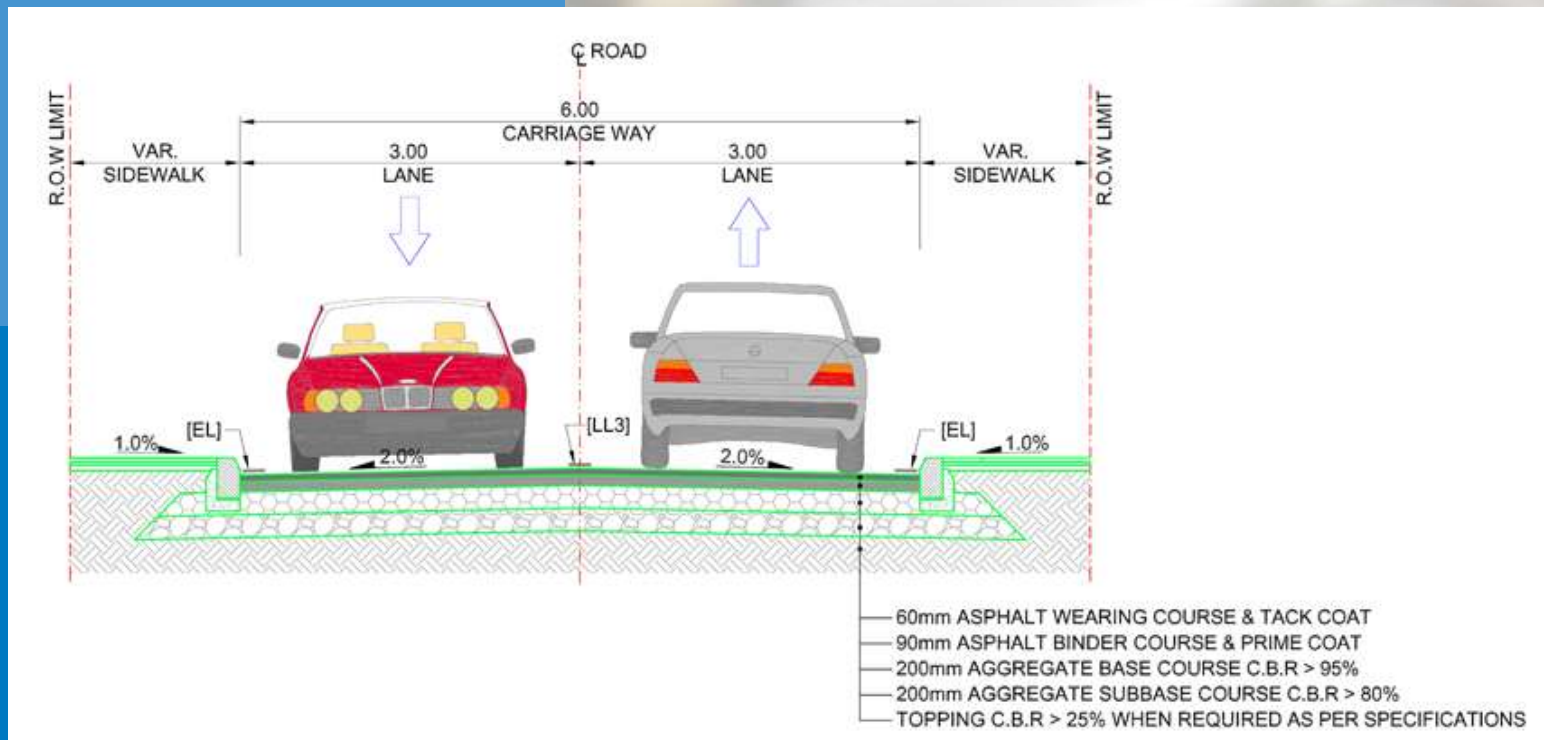 ℄ ROAD
R.O.W LIMIT
6.00
CARRIAGE WAY
R.O.W LIMIT
VAR.
SIDEWALK
3.00
LANE
3.00
LANE
VAR.
SIDEWALK
[EL]
[LL3]
[EL]
1.0%
2.0%
2.0%
1.0%
60mm ASPHALT WEARING COURSE & TACK COAT
90mm ASPHALT BINDER COURSE & PRIME COAT
200mm AGGREGATE BASE COURSE C.B.R > 95%
200mm AGGREGATE SUBBASE COURSE C.B.R > 80%
TOPPING C.B.R > 25% WHEN REQUIRED AS PER SPECIFICATIONS